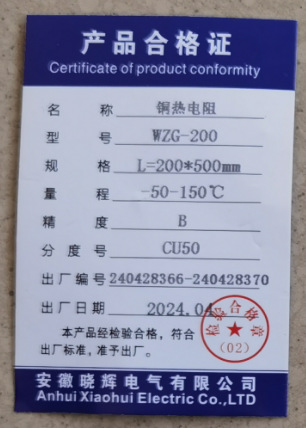 产品合格证
Certificate of product conformity
名 称 铜热电阻
型 号 WZG-200
规 格 L=200*500mm
量 程 -50-150℃
精 度 B
分 度 号 CU50
出厂编号 240428366-240428370
出厂日期 2024.04
检验合格章
(02)
本产品经检验合格，符合
出厂标准，准予出厂。
安徽晓辉电气有限公司
Anhui Xiaohui Electric Co.,LTD